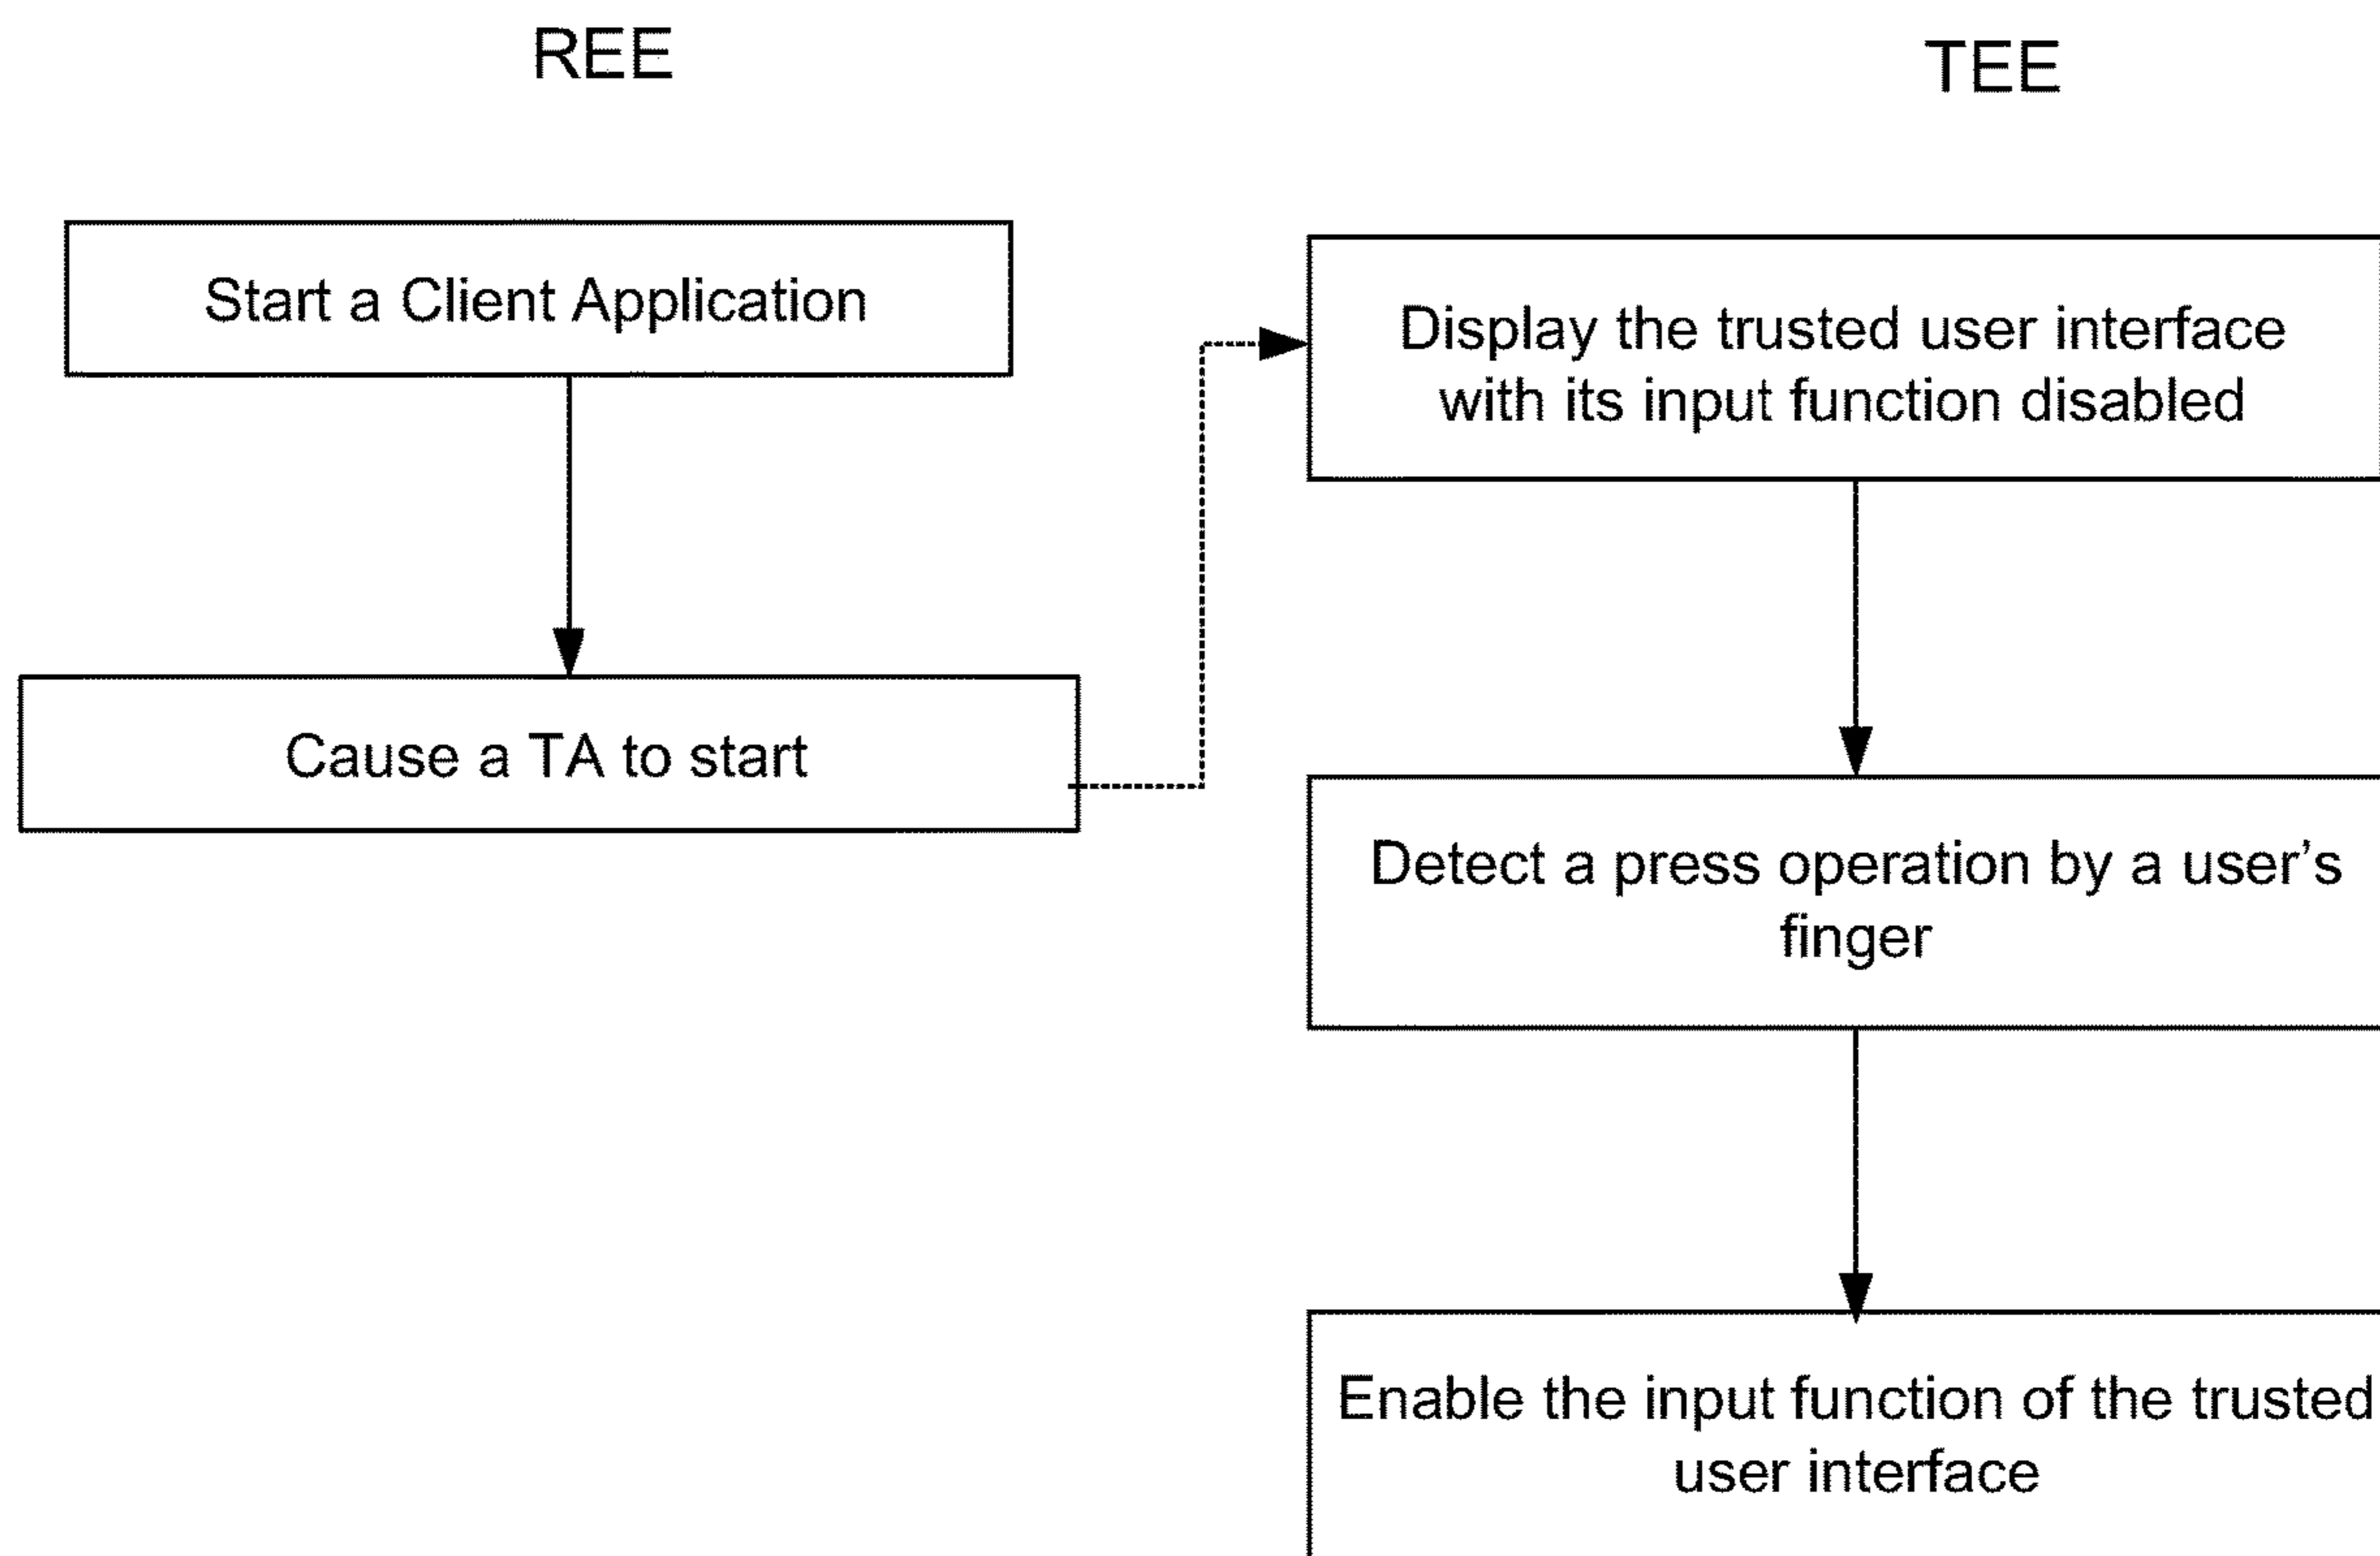 REE
TEE
Start a Client Application
Display the trusted user interface
with its input function disabled
Cause a TA to start
Detect a press operation by a user’s
finger
Enable the input function of the trusted
user interface